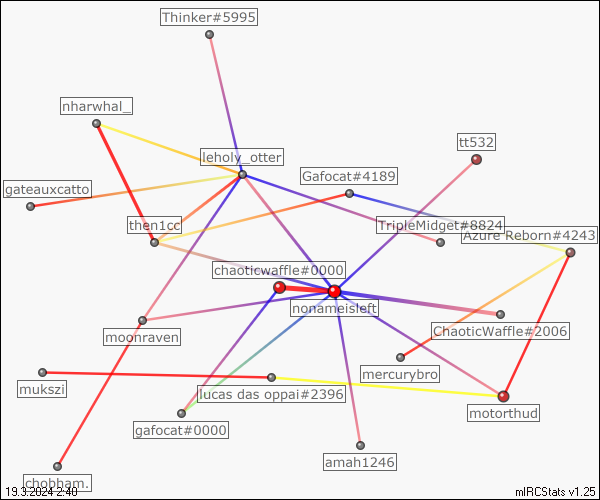 Thinker#5995
nharwhal_
tt532
leholy_otter
Gafocat#4189
gateauxcatto
then1cc
TripleMidget#8824
Azure Reborn#4243
chaoticwaffle#0000
nonameisleft
ChaoticWaffle#2006
moonraven
mercurybro
mukszi
lucas das oppai#2396
motorthud
gafocat#0000
amah1246
chobham.
19.3.2024 2:40
mIRCStats v1.25